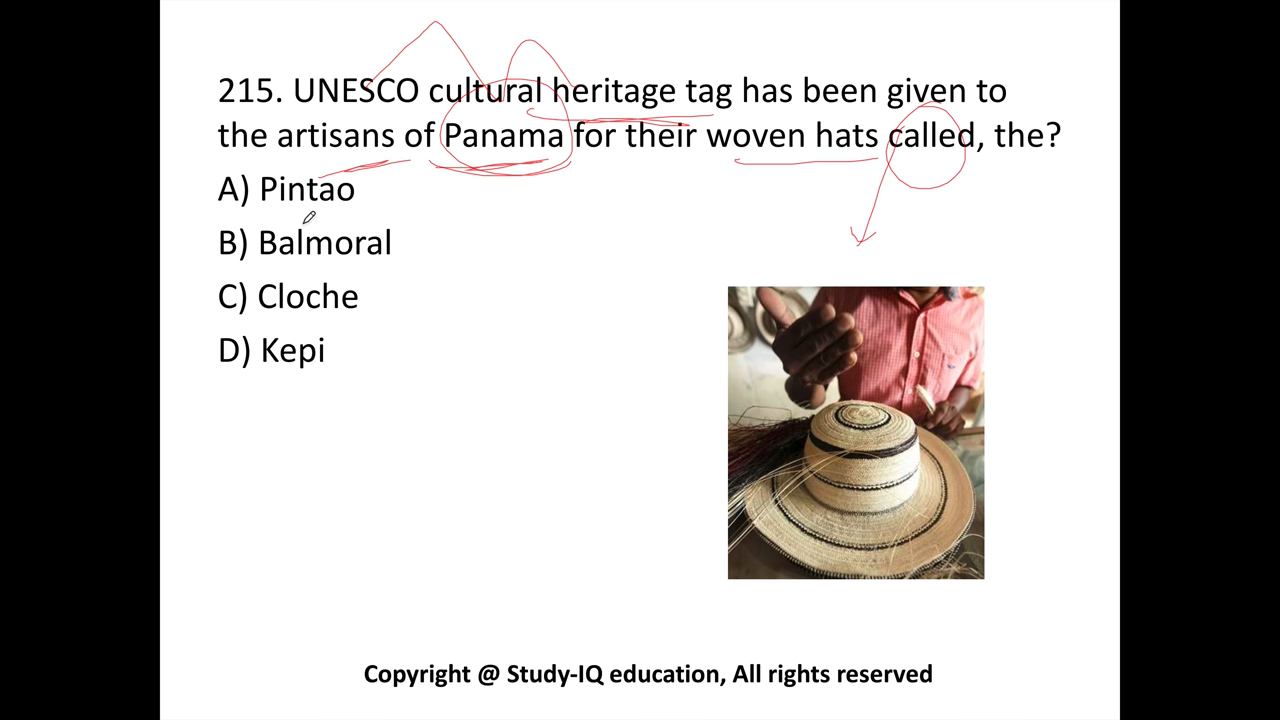 215. UNESCO cultural heritage tag has been given to
the artisans of Panama for their woven hats called, the?
A) Pintao
B) Balmoral
C) Cloche
D) Kepi
Copyright @ Study-IQ education, All rights reserved